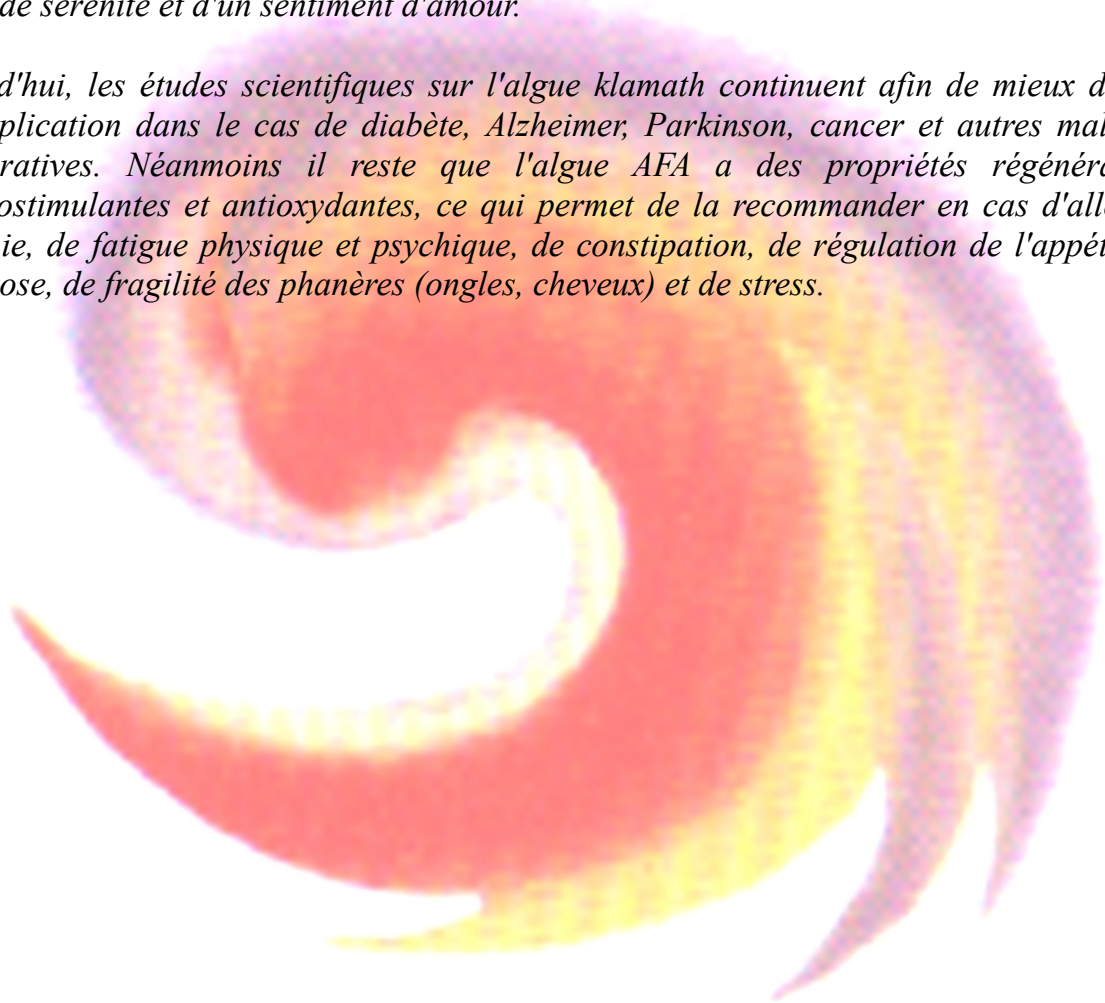 de sérénité et d'un sentiment d'amour.
d'hui, les études scientifiques sur l'algue klamath continuent afin de mieux d
plication dans le cas de diabète, Alzheimer, Parkinson, cancer et autres mal
ratives. Néanmoins il reste que l'algue AFA a des propriétés régénér
ostimulantes et antioxydantes, ce qui permet de la recommander en cas d'all
ie, de fatigue physique et psychique, de constipation, de régulation de l'appét
ose, de fragilité des phanères (ongles, cheveux) et de stress.